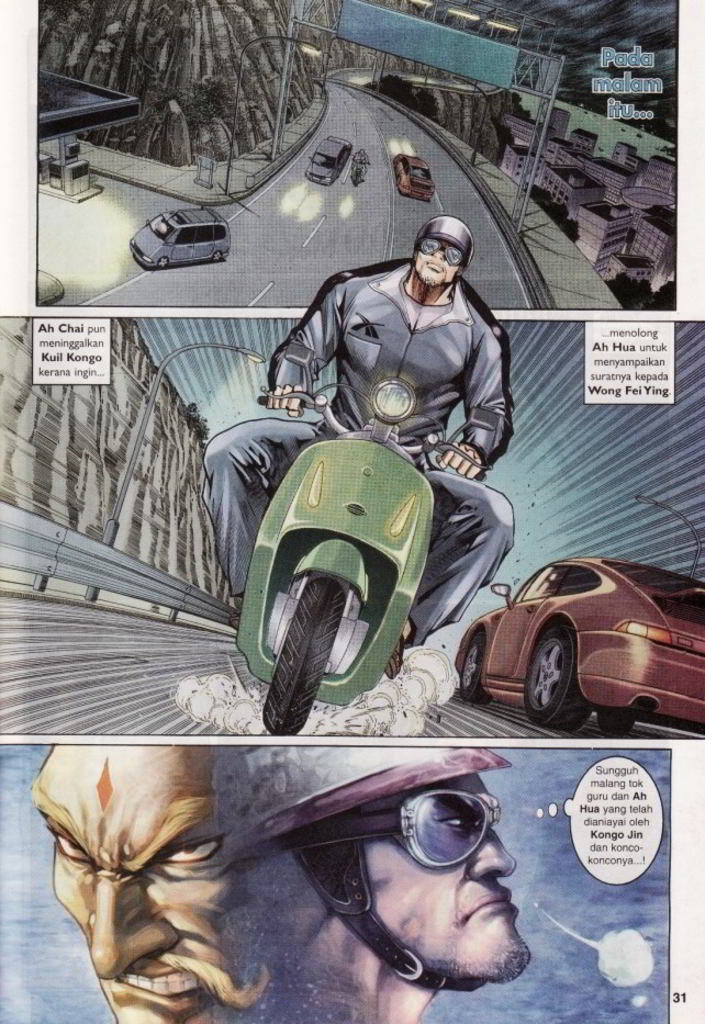 Pada
malam
itu...
Ah Chai pun
meninggalkan
Kuil Kongo
kerana ingin...
...menolong
Ah Hua untuk
menyampaikan
suratnya kepada
Wong Fei Ying.
Sungguh
malang tok
guru dan Ah
Hua yang telah
dianiayai oleh
Kongo Jin
dan konco-
konconya...!
31